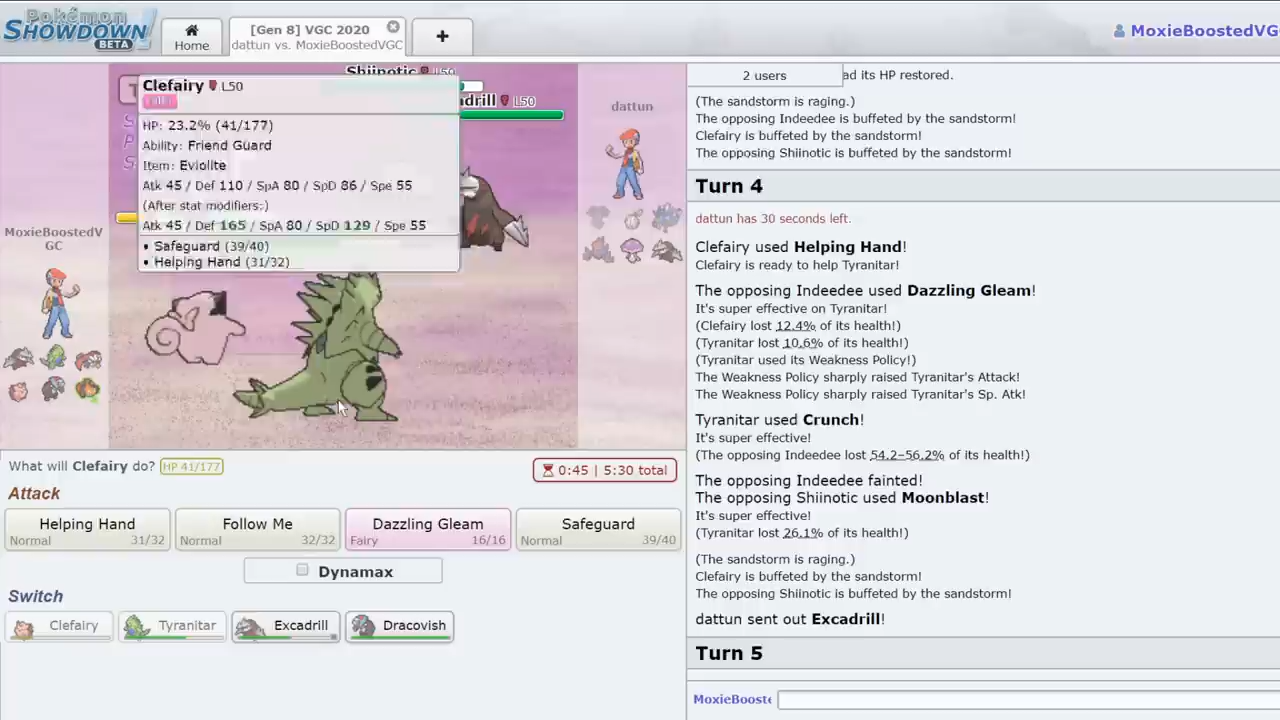 Pokémon
SHOWDOWN!
BETA
Home
[Gen 8] VGC 2020
dattun vs. MoxieBoostedVGC
+
MoxieBoostedVG
Shiinotic L50
drill L50
Clefairy L50
HP: 23.2% (41/177)
Ability: Friend Guard
Item: Eviolite
Atk 45 / Def 110 / SpA 80 / SpD 86 / Spe 55
(After stat modifiers:)
Atk 45 / Def 165 / SpA 80 / SpD 129 / Spe 55
• Safeguard (39/40)
• Helping Hand (31/32)
MoxieBoostedV
GC
dattun
What will Clefairy do? HP 41/177
0:45 | 5:30 total
Attack
Helping Hand
Normal 31/32
Follow Me
Normal 32/32
Dazzling Gleam
Fairy 16/16
Safeguard
Normal 39/40
Dynamax
Switch
Clefairy
Tyranitar
Excadrill
Dracovish
2 users
ad its HP restored.
(The sandstorm is raging.)
The opposing Indeedee is buffeted by the sandstorm!
Clefairy is buffeted by the sandstorm!
The opposing Shiinotic is buffeted by the sandstorm!
Turn 4
dattun has 30 seconds left.
Clefairy used Helping Hand!
Clefairy is ready to help Tyranitar!
The opposing Indeedee used Dazzling Gleam!
It's super effective on Tyranitar!
(Clefairy lost 12.4% of its health!)
(Tyranitar lost 10.6% of its health!)
(Tyranitar used its Weakness Policy!)
The Weakness Policy sharply raised Tyranitar's Attack!
The Weakness Policy sharply raised Tyranitar's Sp. Atk!
Tyranitar used Crunch!
It's super effective!
(The opposing Indeedee lost 54.2–56.2% of its health!)
The opposing Indeedee fainted!
The opposing Shiinotic used Moonblast!
It's super effective!
(Tyranitar lost 26.1% of its health!)
(The sandstorm is raging.)
Clefairy is buffeted by the sandstorm!
The opposing Shiinotic is buffeted by the sandstorm!
dattun sent out Excadrill!
Turn 5
MoxieBooste